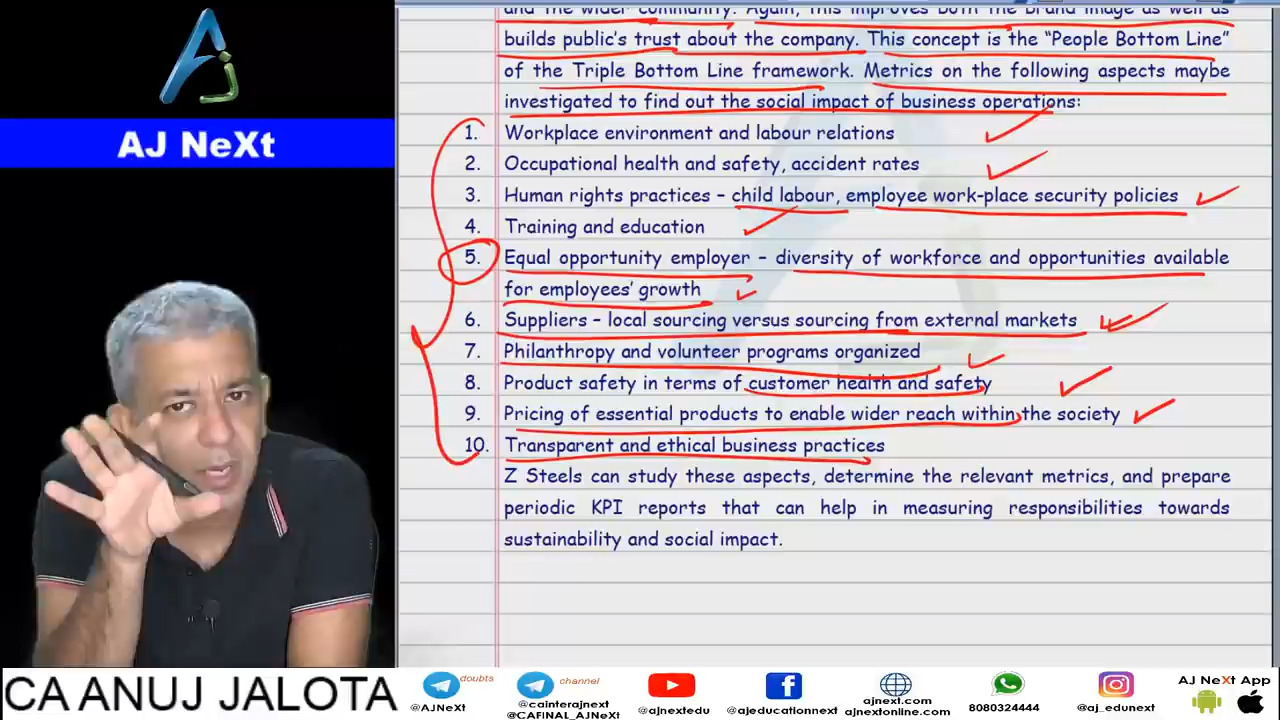 and the wider community. Again, this improves both the brand image as well as
builds public's trust about the company. This concept is the “People Bottom Line”
of the Triple Bottom Line framework. Metrics on the following aspects maybe
investigated to find out the social impact of business operations:
1. Workplace environment and labour relations
2. Occupational health and safety, accident rates
3. Human rights practices – child labour, employee work-place security policies
4. Training and education
5. Equal opportunity employer – diversity of workforce and opportunities available
for employees’ growth
6. Suppliers – local sourcing versus sourcing from external markets
7. Philanthropy and volunteer programs organized
8. Product safety in terms of customer health and safety
9. Pricing of essential products to enable wider reach within the society
10. Transparent and ethical business practices
Z Steels can study these aspects, determine the relevant metrics, and prepare
periodic KPI reports that can help in measuring responsibilities towards
sustainability and social impact.
Aj
AJ NeXt
CA ANUJ JALOTA
doubts
@AJNeXt
channel
@cainterajnext
@CAFINAL_AJNeXt
@ajnextedu
@ajeducationnext
ajnext.com
ajnextonline.com
8080324444
@aj_edunext
AJ NeXt App